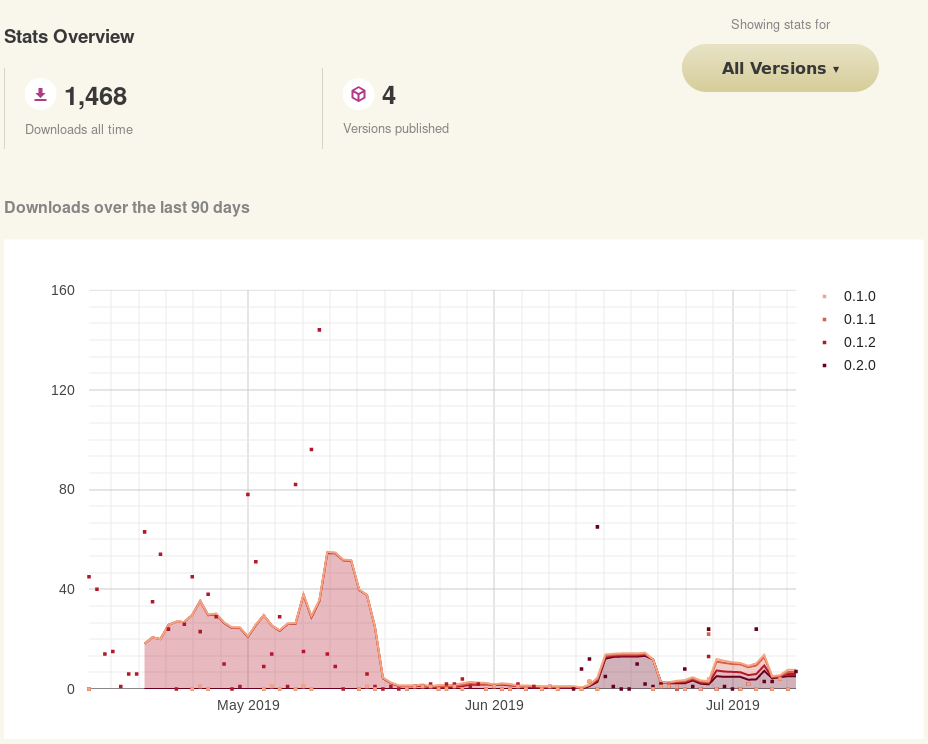 Showing stats for
Stats Overview
All Versions ▾
1,468
4
Downloads all time
Versions published
Downloads over the last 90 days
160
120
80
40
0
May 2019
Jun 2019
Jul 2019
0.1.0
0.1.1
0.1.2
0.2.0